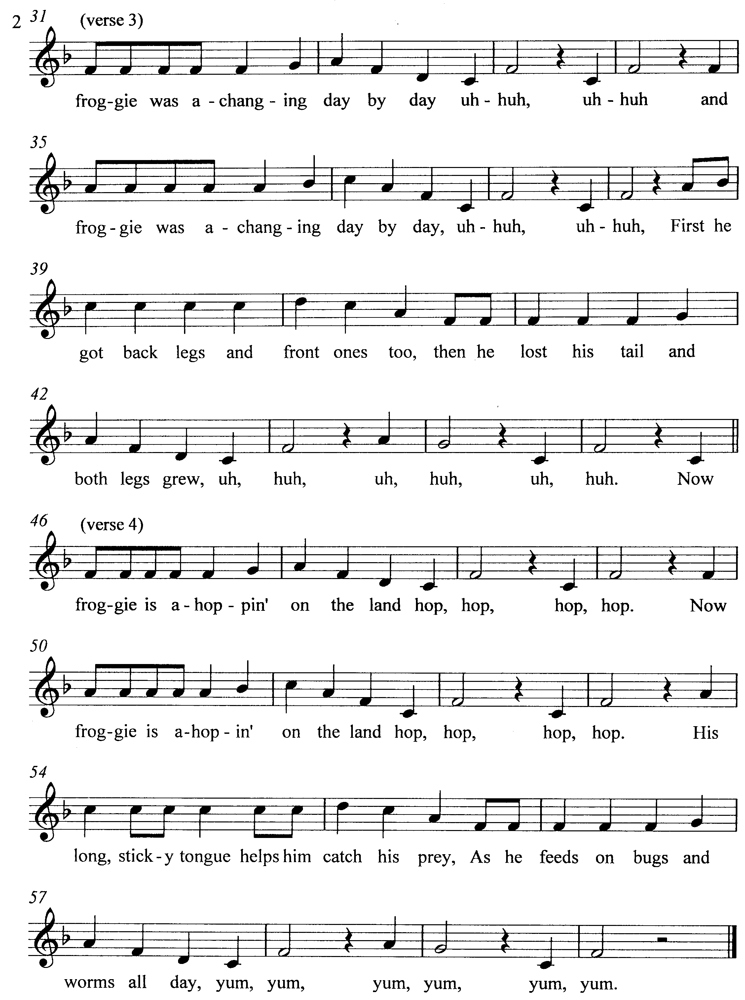 2 31 (verse 3)
frog-gie was a - chang - ing day by day uh - huh, uh - huh and
35
frog - gie was a - chang - ing day by day, uh - huh, uh - huh, First he
39
got back legs and front ones too, then he lost his tail and
42
both legs grew, uh, huh, uh, huh, uh, huh. Now
46 (verse 4)
frog-gie is a - hop - pin' on the land hop, hop, hop, hop. Now
50
frog-gie is a-hop - in' on the land hop, hop, hop, hop. His
54
long, stick - y tongue helps him catch his prey, As he feeds on bugs and
57
worms all day, yum, yum, yum, yum, yum, yum.